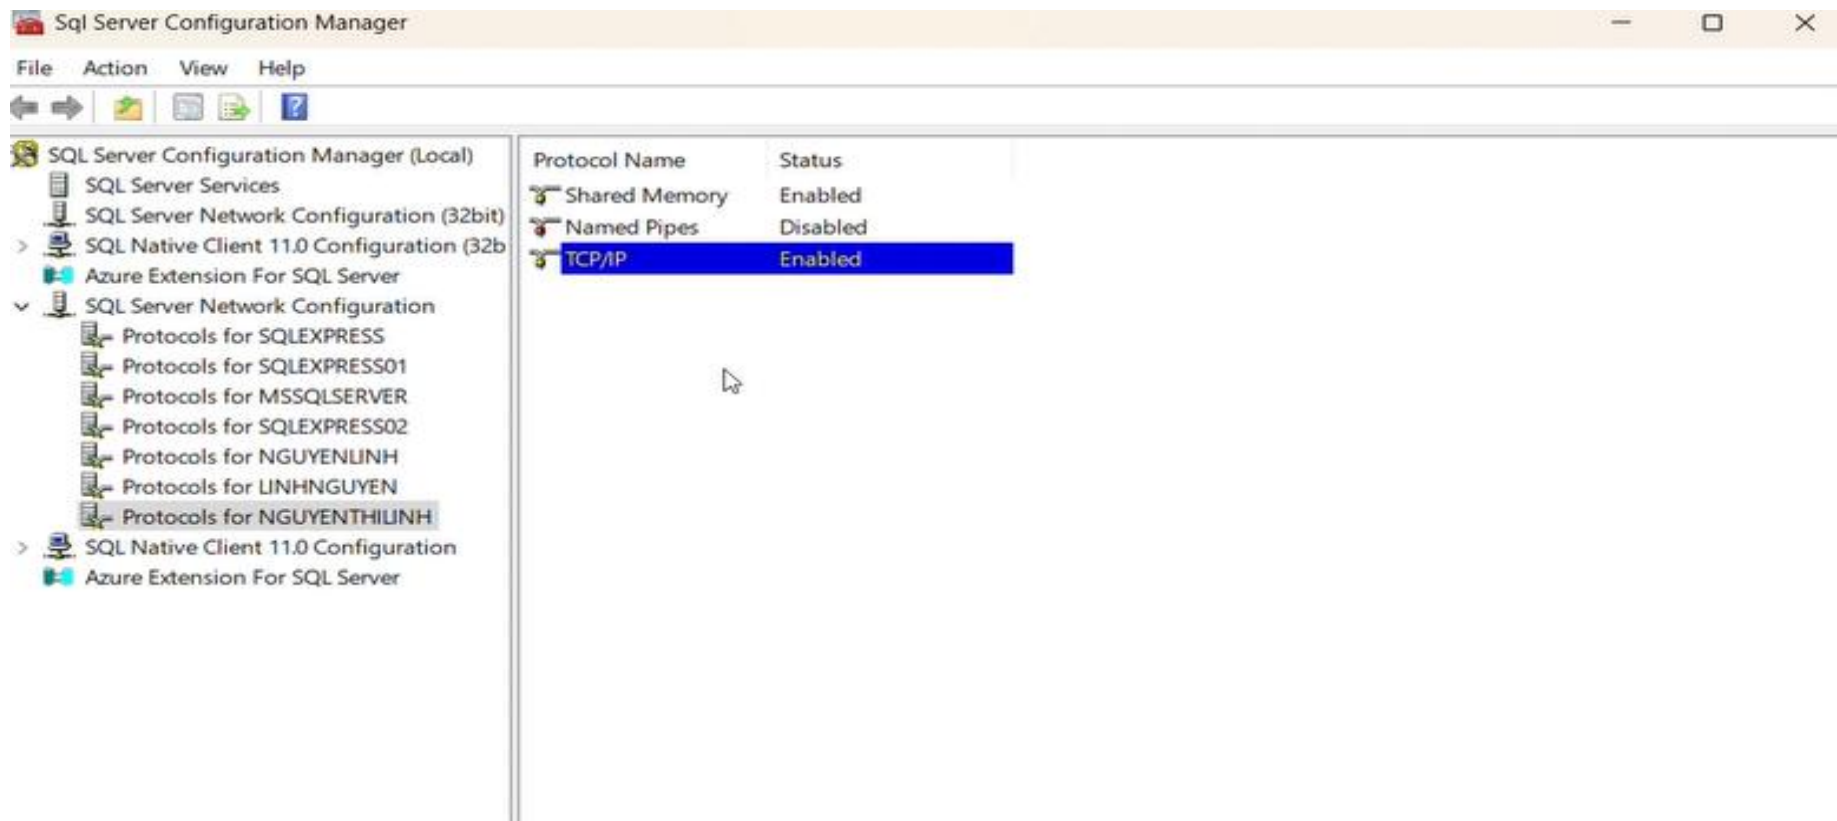 Sql Server Configuration Manager
File Action View Help
SQL Server Configuration Manager (Local)
SQL Server Services
SQL Server Network Configuration (32bit)
SQL Native Client 11.0 Configuration (32b
Azure Extension For SQL Server
SQL Server Network Configuration
Protocols for SQLEXPRESS
Protocols for SQLEXPRESS01
Protocols for MSSQLSERVER
Protocols for SQLEXPRESS02
Protocols for NGUYENLINH
Protocols for LINHNGUYEN
Protocols for NGUYENTHILINH
SQL Native Client 11.0 Configuration
Azure Extension For SQL Server
Protocol Name Status
Shared Memory Enabled
Named Pipes Disabled
TCP/IP Enabled